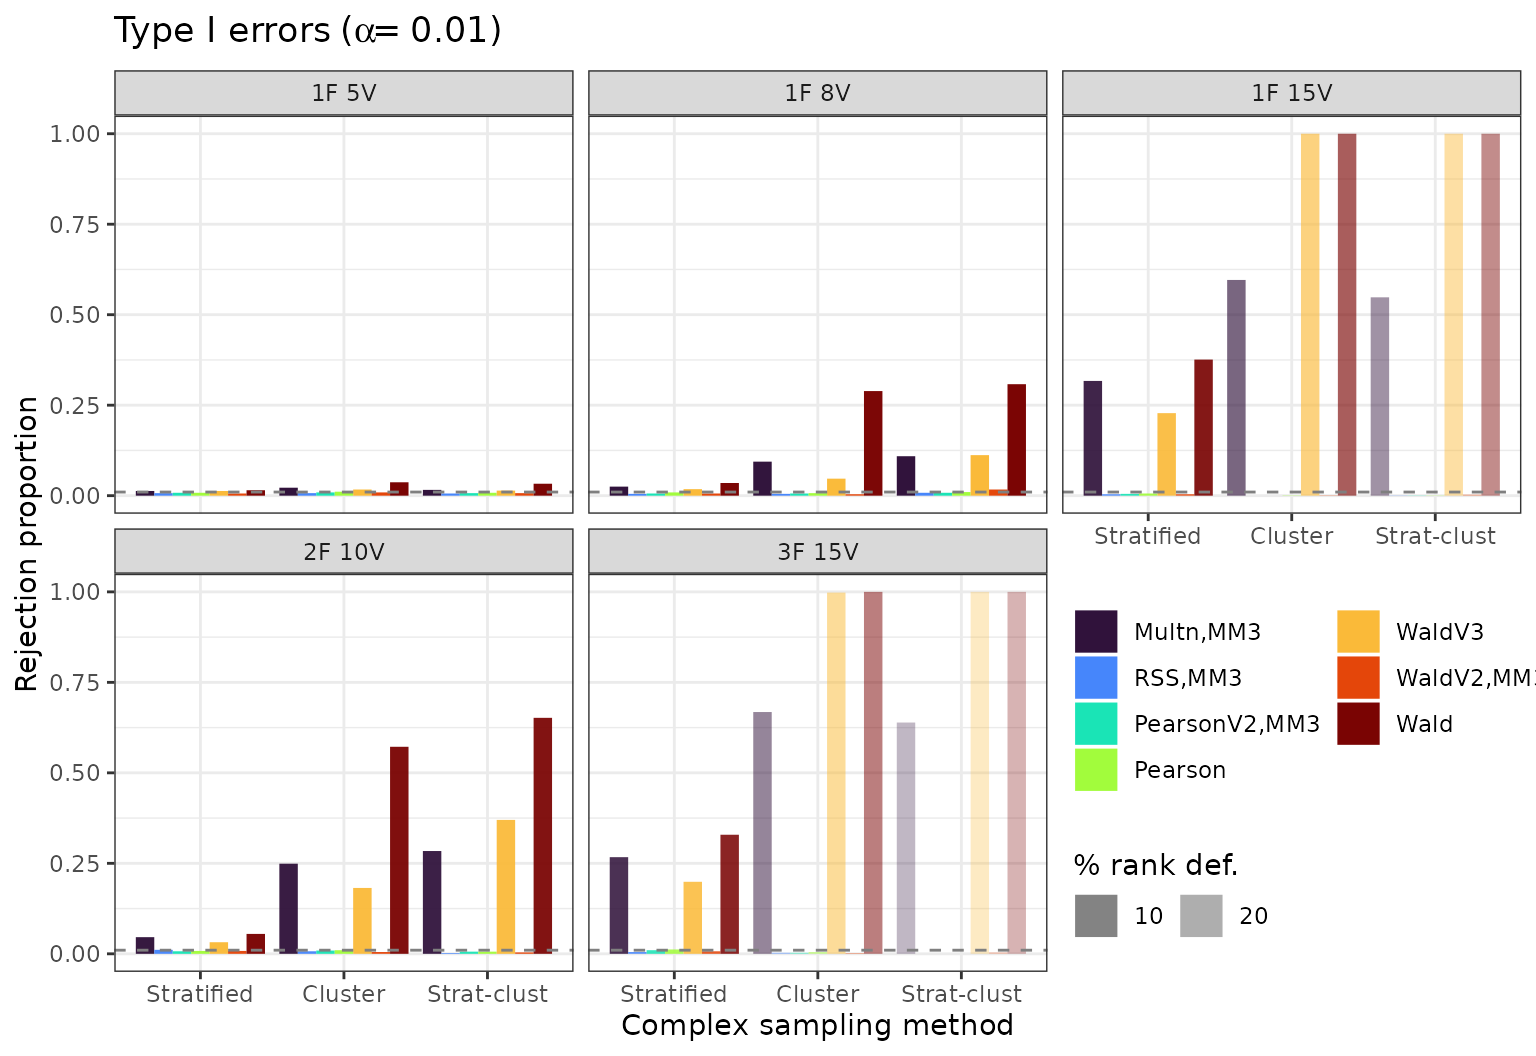 Type I errors (α= 0.01)
1F 5V
1F 8V
1F 15V
1.00
0.75
0.50
0.25
0.00
Stratified
Cluster
Strat-clust
2F 10V
3F 15V
1.00
0.75
0.50
0.25
0.00
Stratified
Cluster
Strat-clust
Stratified
Cluster
Strat-clust
Rejection proportion
Complex sampling method
Multn,MM3
RSS,MM3
PearsonV2,MM3
Pearson
WaldV3
WaldV2,MM3
Wald
% rank def.
10
20